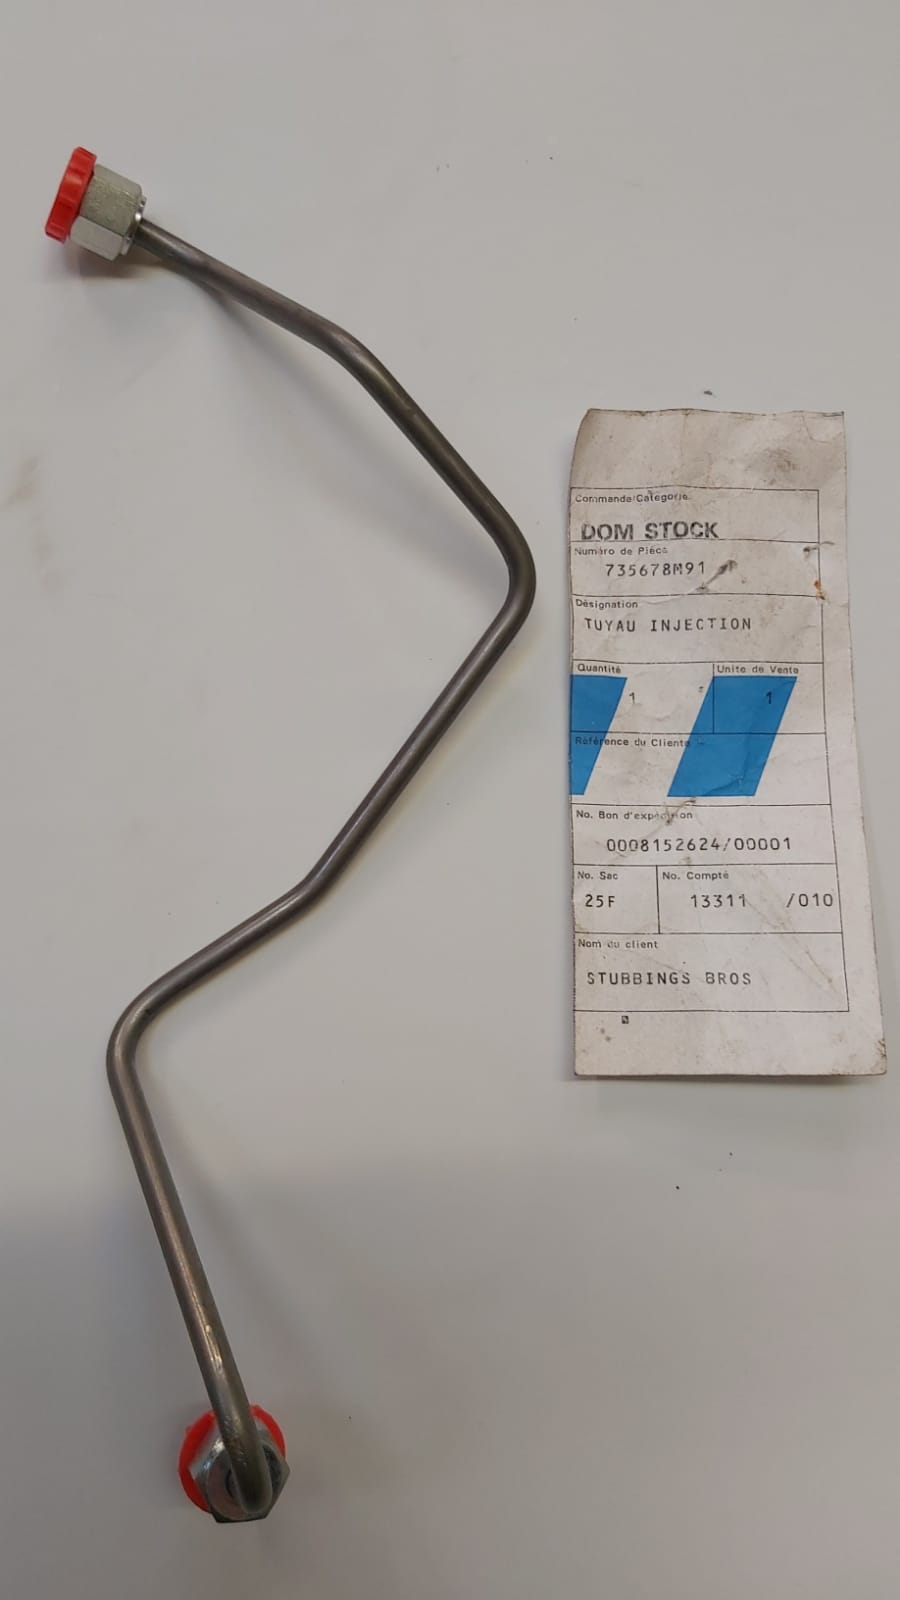 Commande/Catégorie
DOM STOCK
Numéro de Pièce
735678M91
Désignation
TUYAU INJECTION
Quantité Unite de Vente
1 1
Référence du Cliente
No. Bon d'expédition
0008152624/00001
No. Sac No. Compte
25F 13311 /010
Nom du client
STUBBINGS BROS